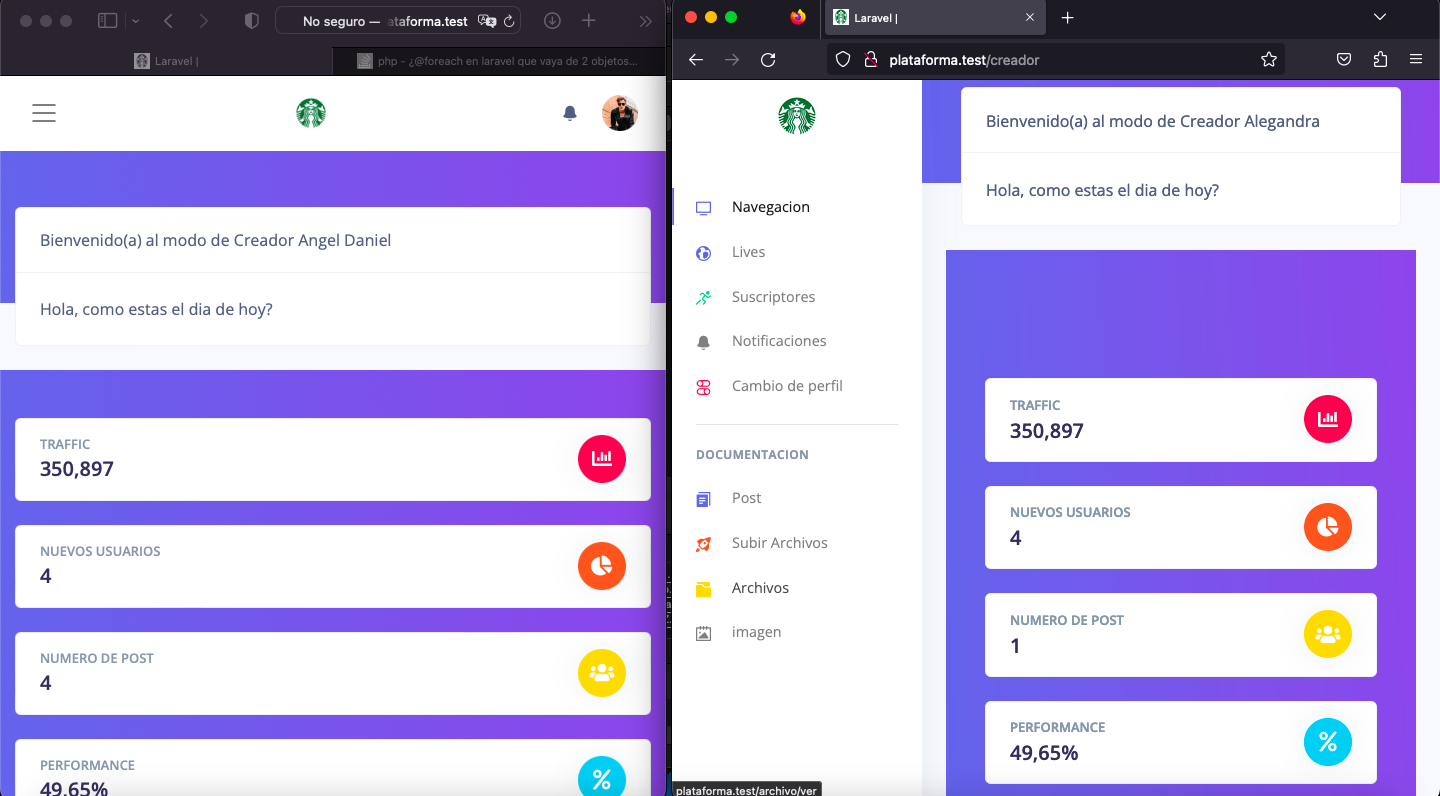 No seguro — ataforma.test
Laravel |
php - ¿@foreach en laravel que vaya de 2 objetos...
Bienvenido(a) al modo de Creador Angel Daniel
Hola, como estas el dia de hoy?
TRAFFIC
350,897
NUEVOS USUARIOS
4
NUMERO DE POST
4
PERFORMANCE
49,65%
Laravel |
plataforma.test/creador
Navegacion
Lives
Suscriptores
Notificaciones
Cambio de perfil
DOCUMENTACION
Post
Subir Archivos
Archivos
imagen
plataforma.test/archivo/ver
Bienvenido(a) al modo de Creador Alegandra
Hola, como estas el dia de hoy?
TRAFFIC
350,897
NUEVOS USUARIOS
4
NUMERO DE POST
1
PERFORMANCE
49,65%